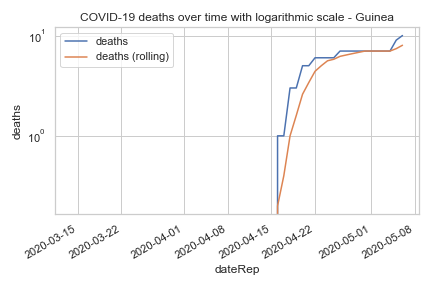 COVID-19 deaths over time with logarithmic scale - Guinea
deaths
deaths (rolling)
10¹
10⁰
deaths
2020-03-15
2020-03-22
2020-04-01
2020-04-08
2020-04-15
2020-04-22
2020-05-01
2020-05-08
dateRep